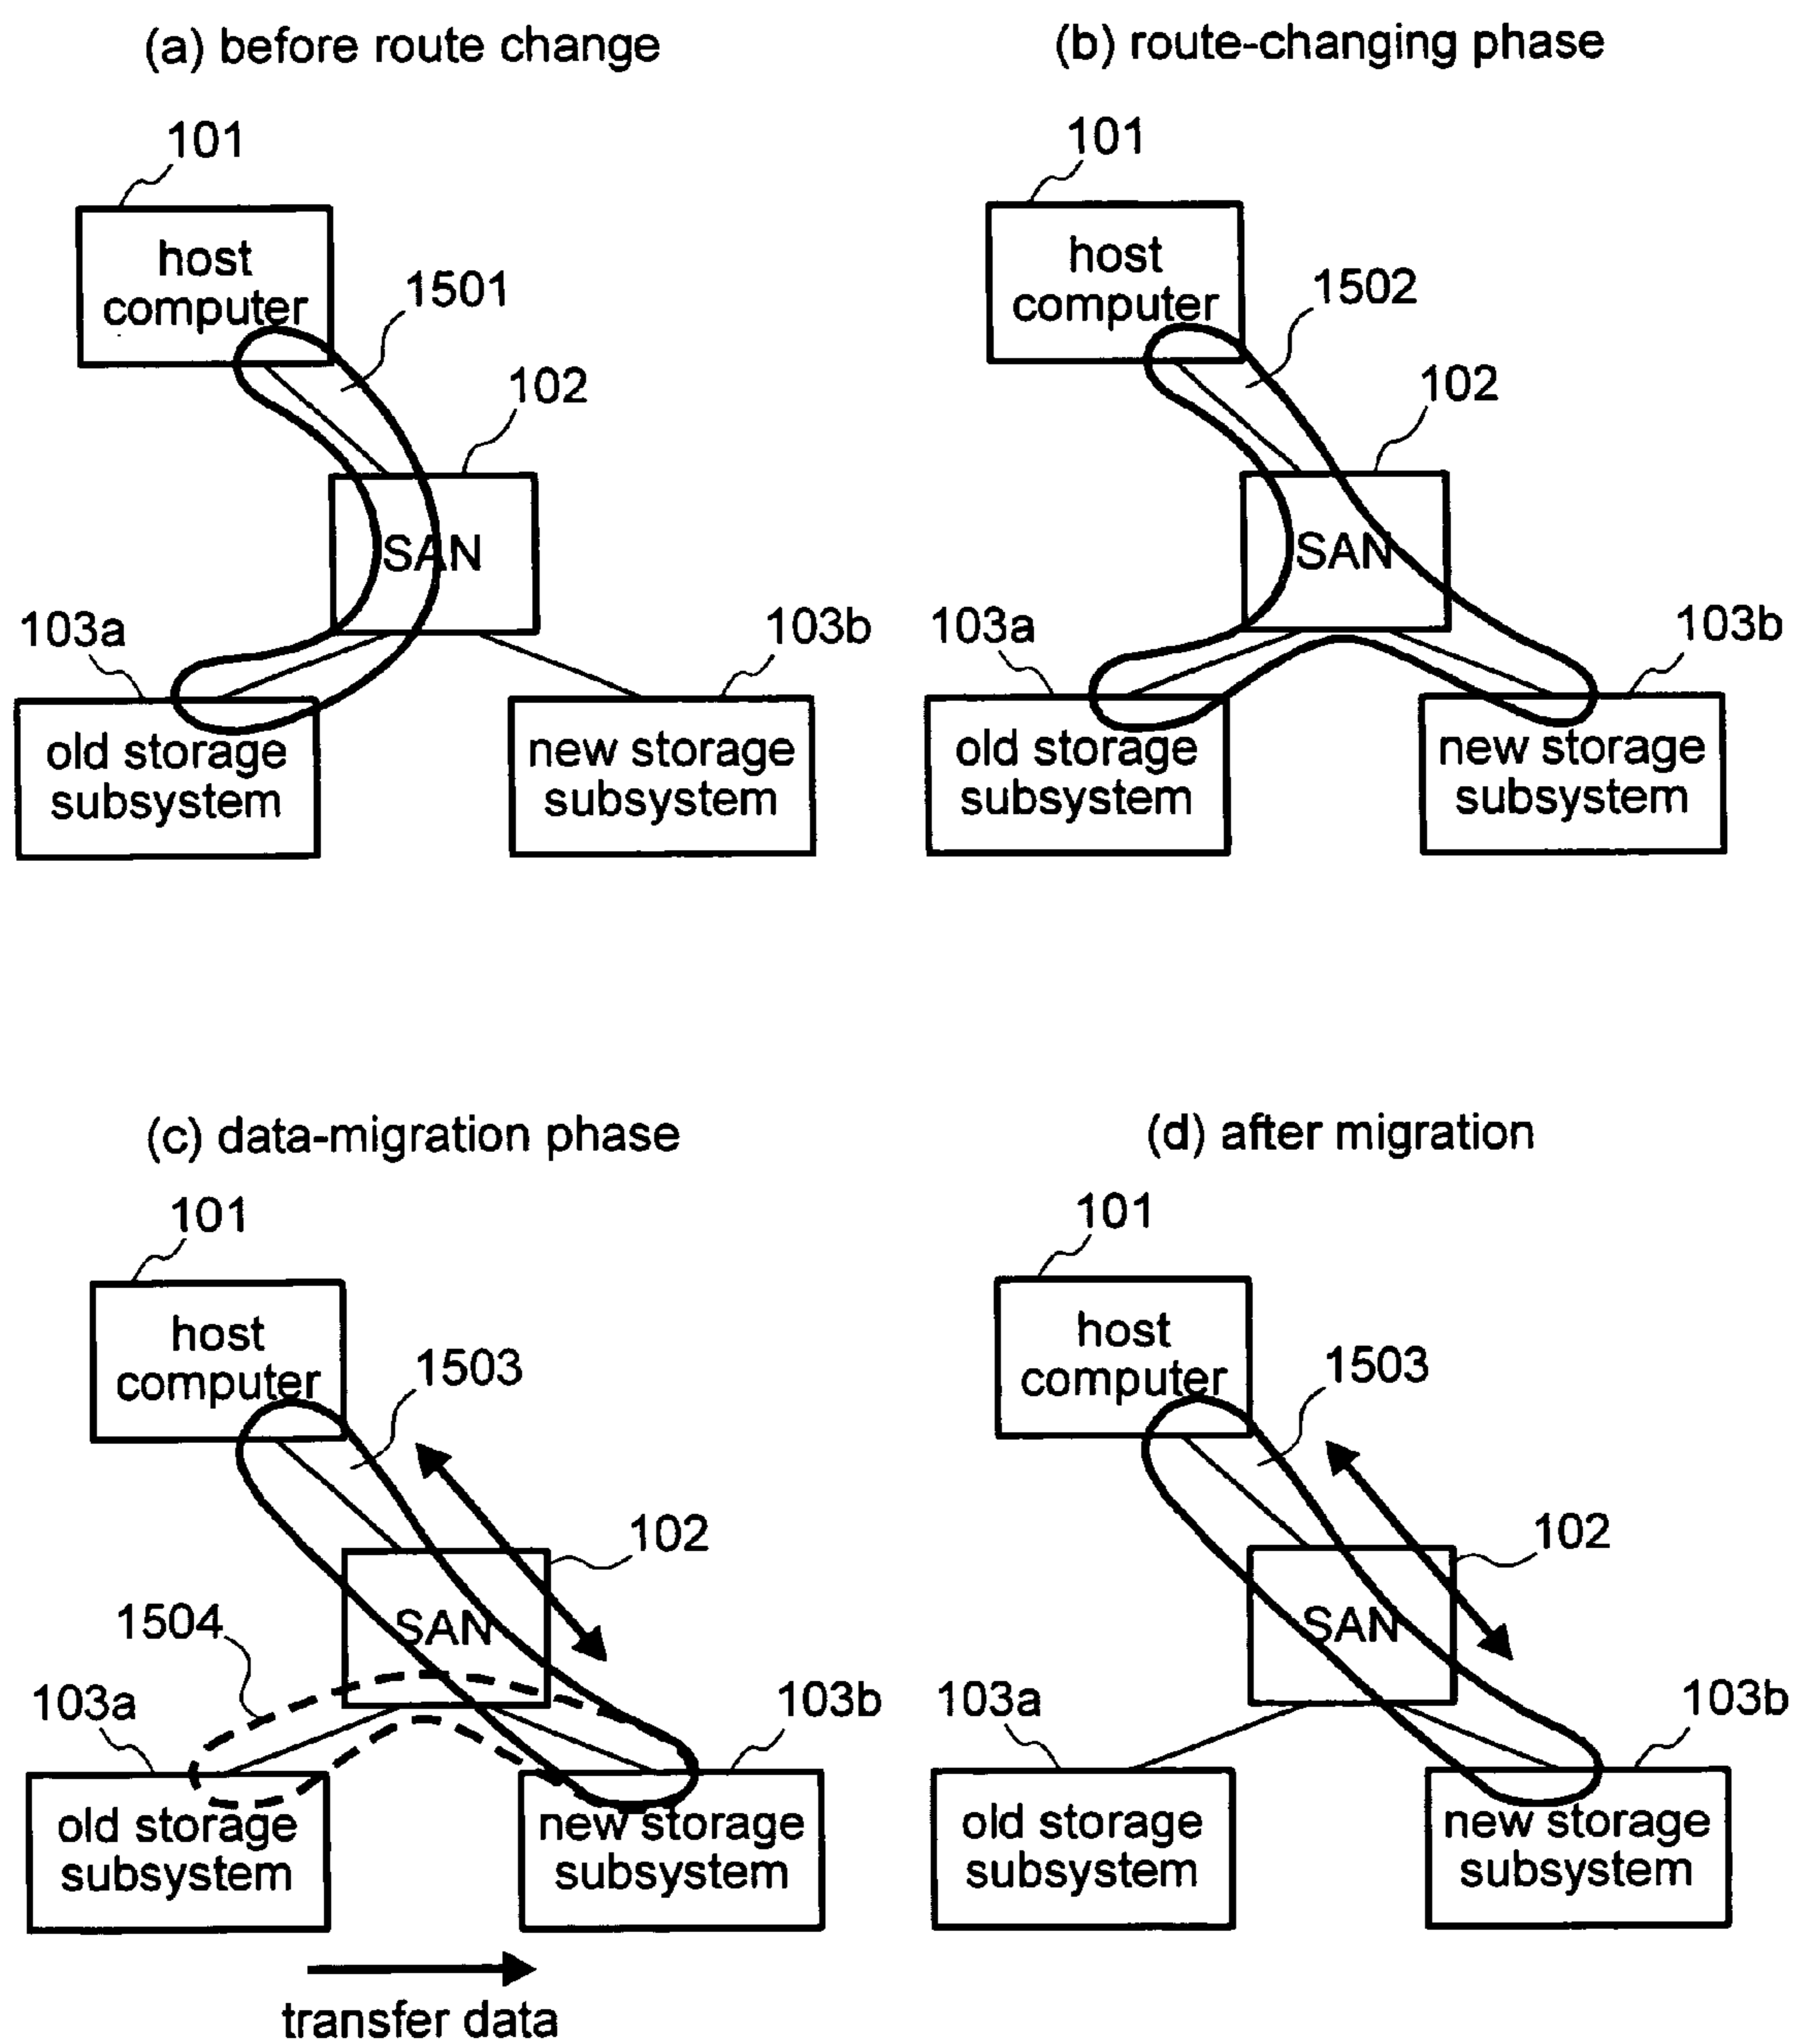 (a) before route change
101
host
computer
1501
102
SAN
103a
103b
old storage
subsystem
new storage
subsystem
(b) route-changing phase
101
host
computer
1502
102
SAN
103a
103b
old storage
subsystem
new storage
subsystem
(c) data-migration phase
101
host
computer
1503
102
SAN
1504
103a
103b
old storage
subsystem
new storage
subsystem
transfer data
(d) after migration
101
host
computer
1503
102
SAN
103a
103b
old storage
subsystem
new storage
subsystem